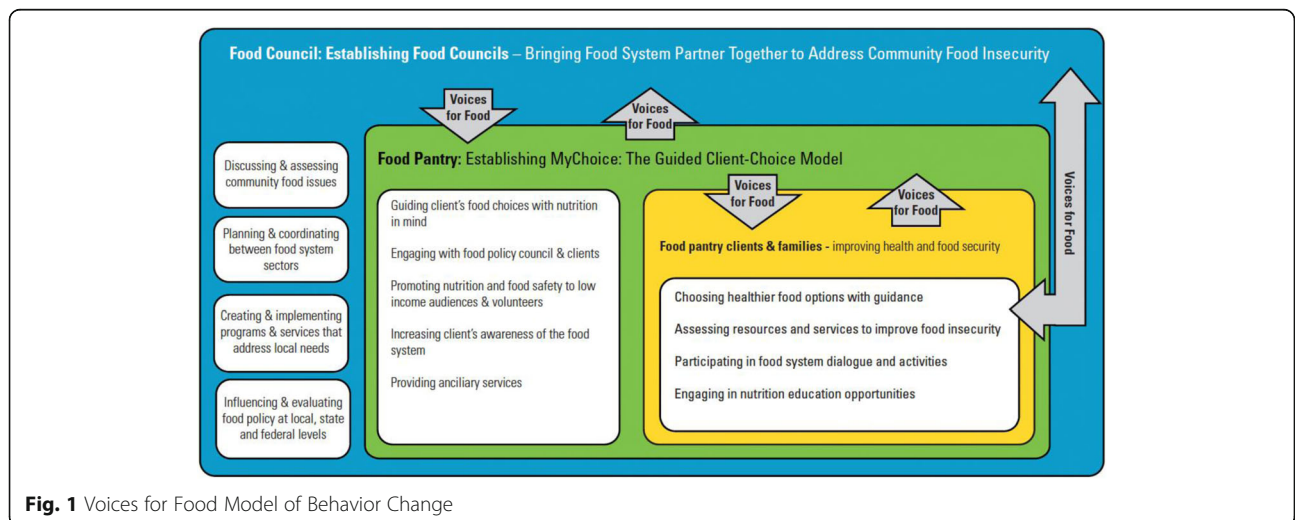 Food Council: Establishing Food Councils – Bringing Food System Partner Together to Address Community Food Insecurity
Voices
for Food
Voices
for Food
Voices for Food
Discussing & assessing
community food issues
Planning & coordinating
between food system
sectors
Creating & implementing
programs & services that
address local needs
Influencing & evaluating
food policy at local, state
and federal levels
Food Pantry: Establishing MyChoice: The Guided Client-Choice Model
Guiding client's food choices with nutrition
in mind
Engaging with food policy council & clients
Promoting nutrition and food safety to low
income audiences & volunteers
Increasing client's awareness of the food
system
Providing ancillary services
Voices
for Food
Voices
for Food
Food pantry clients & families - improving health and food security
Choosing healthier food options with guidance
Assessing resources and services to improve food insecurity
Participating in food system dialogue and activities
Engaging in nutrition education opportunities
Fig. 1 Voices for Food Model of Behavior Change